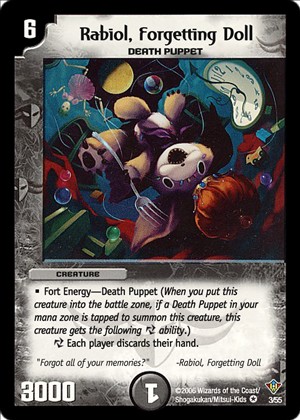 6
Rabiol, Forgetting Doll
DEATH PUPPET
CREATURE
▪ Fort Energy—Death Puppet (When you put
this creature into the battle zone, if a Death Puppet in your
mana zone is tapped to summon this creature, this
creature gets the following ability.)
Each player discards their hand.
"Forgot all of your memories?" -Rabiol, Forgetting Doll
3000
1
©2006 Wizards of the Coast/
Shogakukan/Mitsui-Kids 3/55